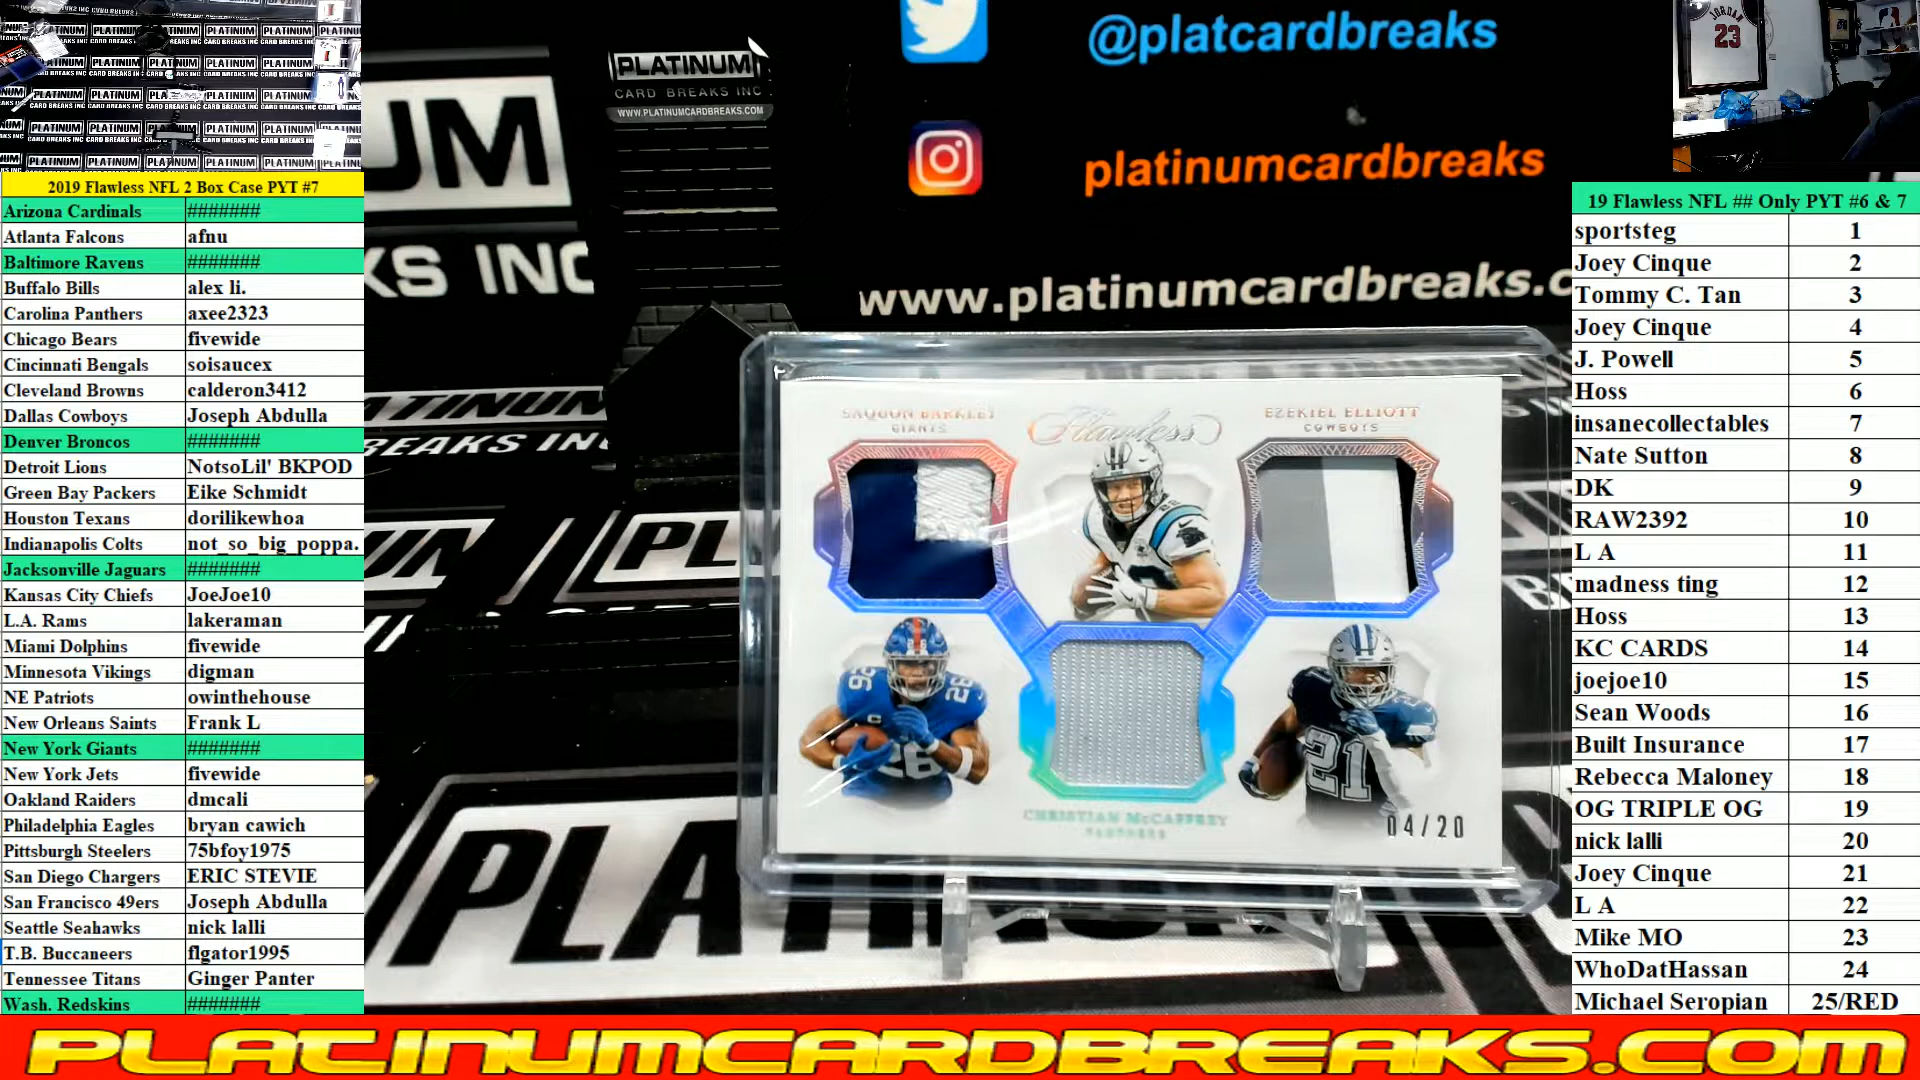 2019 Flawless NFL 2 Box Case PYT #7
Arizona Cardinals #######
Atlanta Falcons afnu
Baltimore Ravens #######
Buffalo Bills alex li.
Carolina Panthers axee2323
Chicago Bears fivewide
Cincinnati Bengals soisaucex
Cleveland Browns calderon3412
Dallas Cowboys Joseph Abdulla
Denver Broncos #######
Detroit Lions NotsoLil' BKPOD
Green Bay Packers Eike Schmidt
Houston Texans dorilikewhoa
Indianapolis Colts not_so_big_poppa.
Jacksonville Jaguars #######
Kansas City Chiefs JoeJoe10
L.A. Rams lakeraman
Miami Dolphins fivewide
Minnesota Vikings digman
NE Patriots owinthehouse
New Orleans Saints Frank L
New York Giants #######
New York Jets fivewide
Oakland Raiders dmcali
Philadelphia Eagles bryan cawich
Pittsburgh Steelers 75bfoy1975
San Diego Chargers ERIC STEVIE
San Francisco 49ers Joseph Abdulla
Seattle Seahawks nick lalli
T.B. Buccaneers flgator1995
Tennessee Titans Ginger Panter
Wash. Redskins #######
@platcardbreaks
platinumcardbreaks
www.platinumcardbreaks.c
PLATINUM
CARD BREAKS INC
WWW.PLATINUMCARDBREAKS.COM
UM
KS INC
SAQUON BARKLEY
GIANTS
Flawless
EZEKIEL ELLIOTT
COWBOYS
26
26
26
21
CHRISTIAN McCAFFREY
PANTHERS
04/20
JORDAN
23
19 Flawless NFL ## Only PYT #6 & 7
sportsteg 1
Joey Cinque 2
Tommy C. Tan 3
Joey Cinque 4
J. Powell 5
Hoss 6
insanecollectables 7
Nate Sutton 8
DK 9
RAW2392 10
L A 11
madness ting 12
Hoss 13
KC CARDS 14
joejoe10 15
Sean Woods 16
Built Insurance 17
Rebecca Maloney 18
OG TRIPLE OG 19
nick lalli 20
Joey Cinque 21
L A 22
Mike MO 23
WhoDatHassan 24
Michael Seropian 25/RED
PLATINUMCARDBREAKS.COM